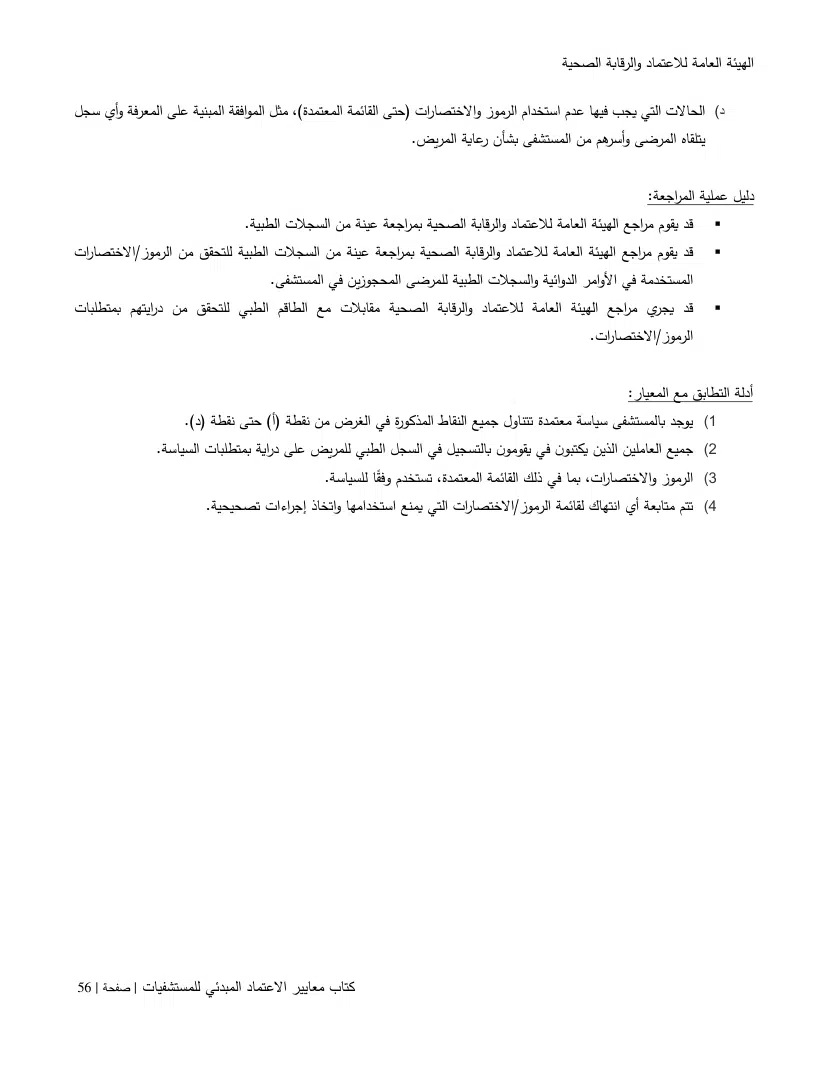 الهيئة العامة للاعتماد والرقابة الصحية
د) الحالات التي يجب فيها عدم استخدام الرموز والاختصارات (حتى القائمة المعتمدة)، مثل الموافقة المبنية على المعرفة وأي سجل
يتلقاه المرضى وأسرهم من المستشفى بشأن رعاية المريض.
دليل عملية المراجعة:
▪ قد يقوم مراجع الهيئة العامة للاعتماد والرقابة الصحية بمراجعة عينة من السجلات الطبية.
▪ قد يقوم مراجع الهيئة العامة للاعتماد والرقابة الصحية بمراجعة عينة من السجلات الطبية للتحقق من الرموز/الاختصارات
المستخدمة في الأوامر الدوائية والسجلات الطبية للمرضى المحجوزين في المستشفى.
▪ قد يجري مراجع الهيئة العامة للاعتماد والرقابة الصحية مقابلات مع الطاقم الطبي للتحقق من درايتهم بمتطلبات
الرموز/الاختصارات.
أدلة التطابق مع المعيار:
1) يوجد بالمستشفى سياسة معتمدة تتناول جميع النقاط المذكورة في الغرض من نقطة (أ) حتى نقطة (د).
2) جميع العاملين الذين يكتبون في يقومون بالتسجيل في السجل الطبي للمريض على دراية بمتطلبات السياسة.
3) الرموز والاختصارات، بما في ذلك القائمة المعتمدة، تستخدم وفقًا للسياسة.
4) تتم متابعة أي انتهاك لقائمة الرموز/الاختصارات التي يمنع استخدامها واتخاذ إجراءات تصحيحية.
كتاب معايير الاعتماد المبدئي للمستشفيات | صفحة | 56